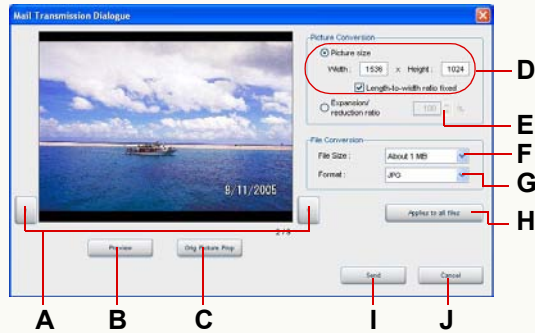 Mail Transmission Dialogue
Picture Conversion
Picture size
Width : 1536 × Height : 1024
Length-to-width ratio fixed
Expansion/
reduction ratio
100 %
File Conversion
File Size : About 1 MB
Format : JPG
8/11/2005
2 / 9
Applies to all files
Preview
Orig Picture Prop
Send
Cancel
D
E
F
G
H
A
B
C
I
J